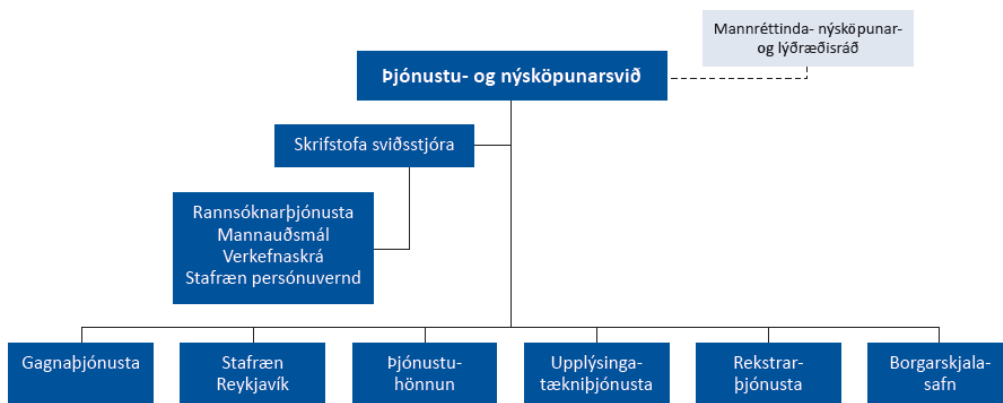 Mannréttinda- nýsköpunar-
og lýðræðisráð
Þjónustu- og nýsköpunarsvið
Skrifstofa sviðsstjóra
Rannsóknarþjónusta
Mannauðsmál
Verkefnaskrá
Stafræn persónuvernd
Gagnaþjónusta
Stafræn
Reykjavík
Þjónustu-
hönnun
Upplýsinga-
tækniþjónusta
Rekstrar-
þjónusta
Borgarskjala-
safn